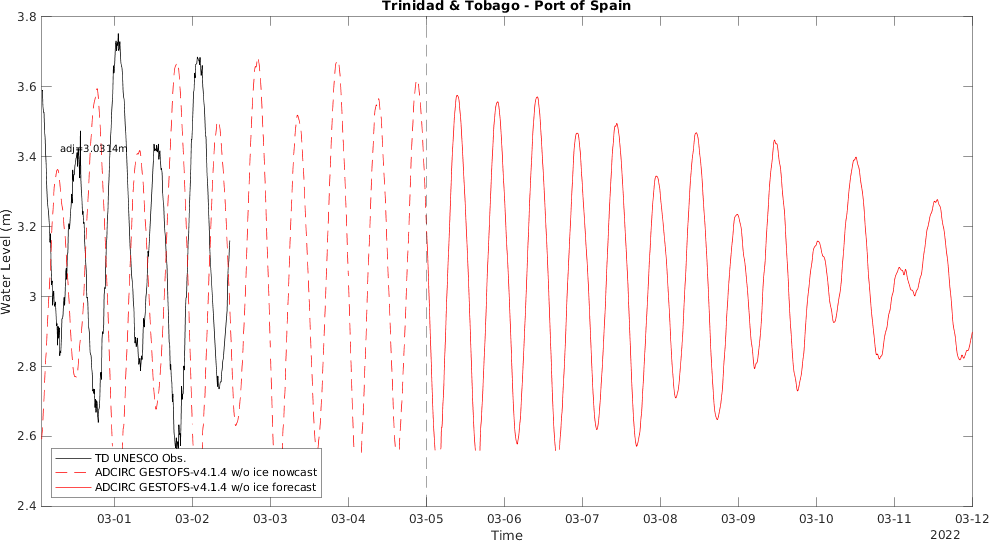 Trinidad & Tobago - Port of Spain
3.8
3.6
3.4
3.2
3
2.8
2.6
2.4
Water Level (m)
adj=3.0314m
TD UNESCO Obs.
ADCIRC GESTOFS-v4.1.4 w/o ice nowcast
ADCIRC GESTOFS-v4.1.4 w/o ice forecast
03-01 03-02 03-03 03-04 03-05 03-06 03-07 03-08 03-09 03-10 03-11 03-12
Time
2022